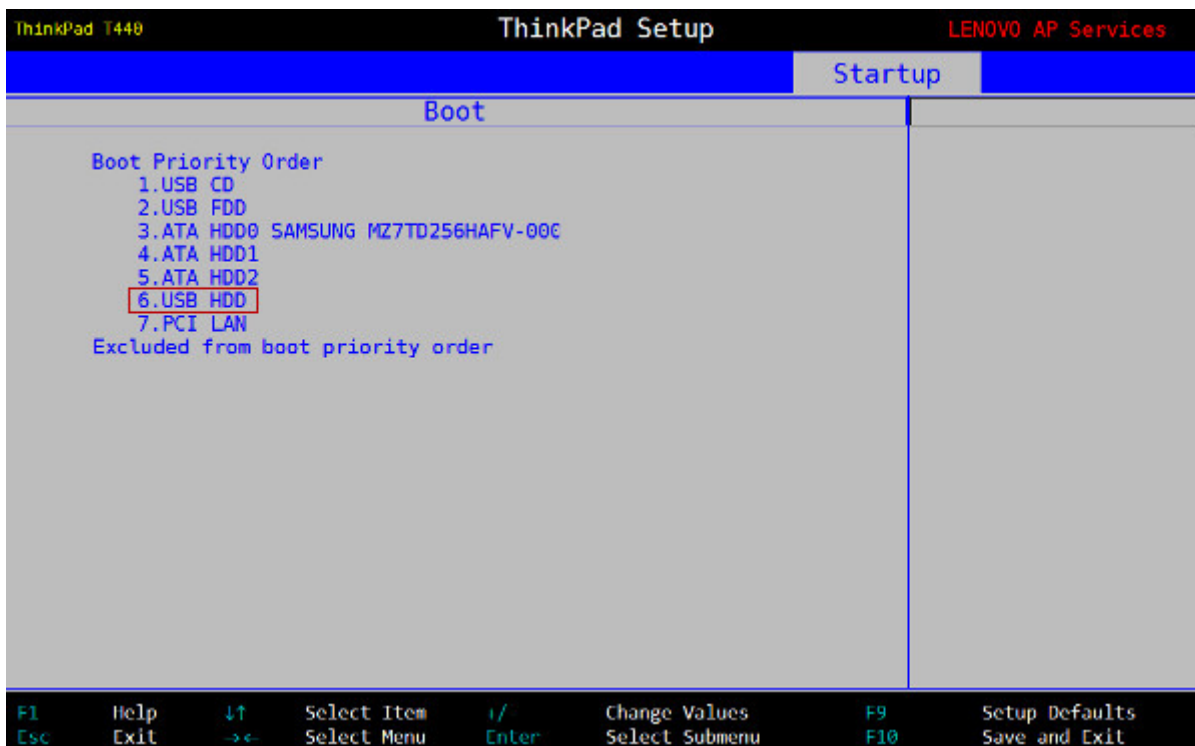 ThinkPad T440 ThinkPad Setup LENOVO AP Services
Startup
Boot
Boot Priority Order
1.USB CD
2.USB FDD
3.ATA HDD0 SAMSUNG MZ7TD256HAFV-000
4.ATA HDD1
5.ATA HDD2
6.USB HDD
7.PCI LAN
Excluded from boot priority order
F1 Help ↓↑ Select Item +/ Change Values F9 Setup Defaults
Esc Exit →← Select Menu Enter Select Submenu F10 Save and Exit